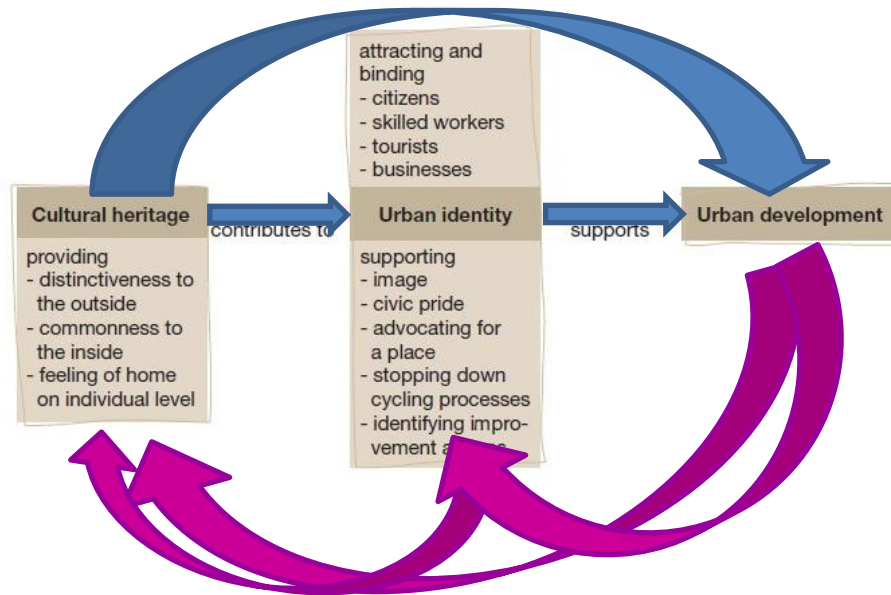 attracting and
binding
- citizens
- skilled workers
- tourists
- businesses
Cultural heritage
contributes to
Urban identity
supports
Urban development
providing
- distinctiveness to
the outside
- commonness to
the inside
- feeling of home
on individual level
supporting
- image
- civic pride
- advocating for
a place
- stopping down
cycling processes
- identifying impro-
vement